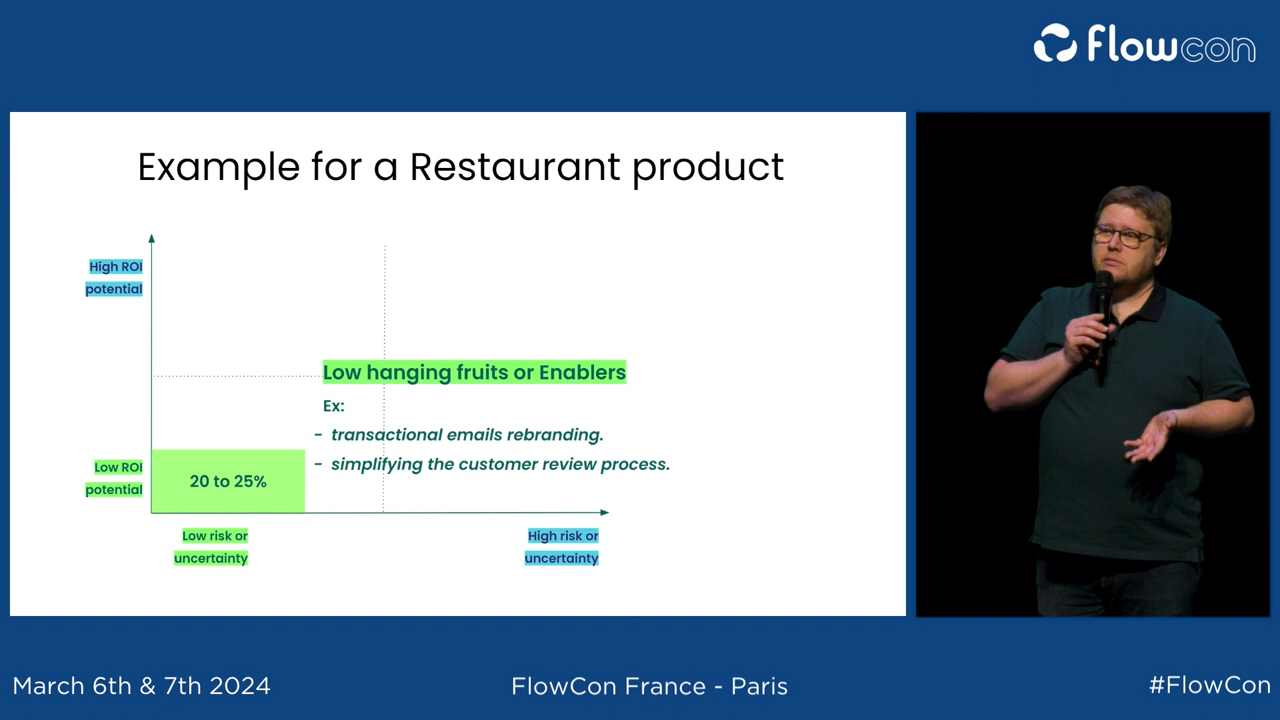 flowcon
Example for a Restaurant product
High ROI
potential
Low hanging fruits or Enablers
Ex:
- transactional emails rebranding.
- simplifying the customer review process.
Low ROI
potential
20 to 25%
Low risk or
uncertainty
High risk or
uncertainty
March 6th & 7th 2024
FlowCon France - Paris
#FlowCon